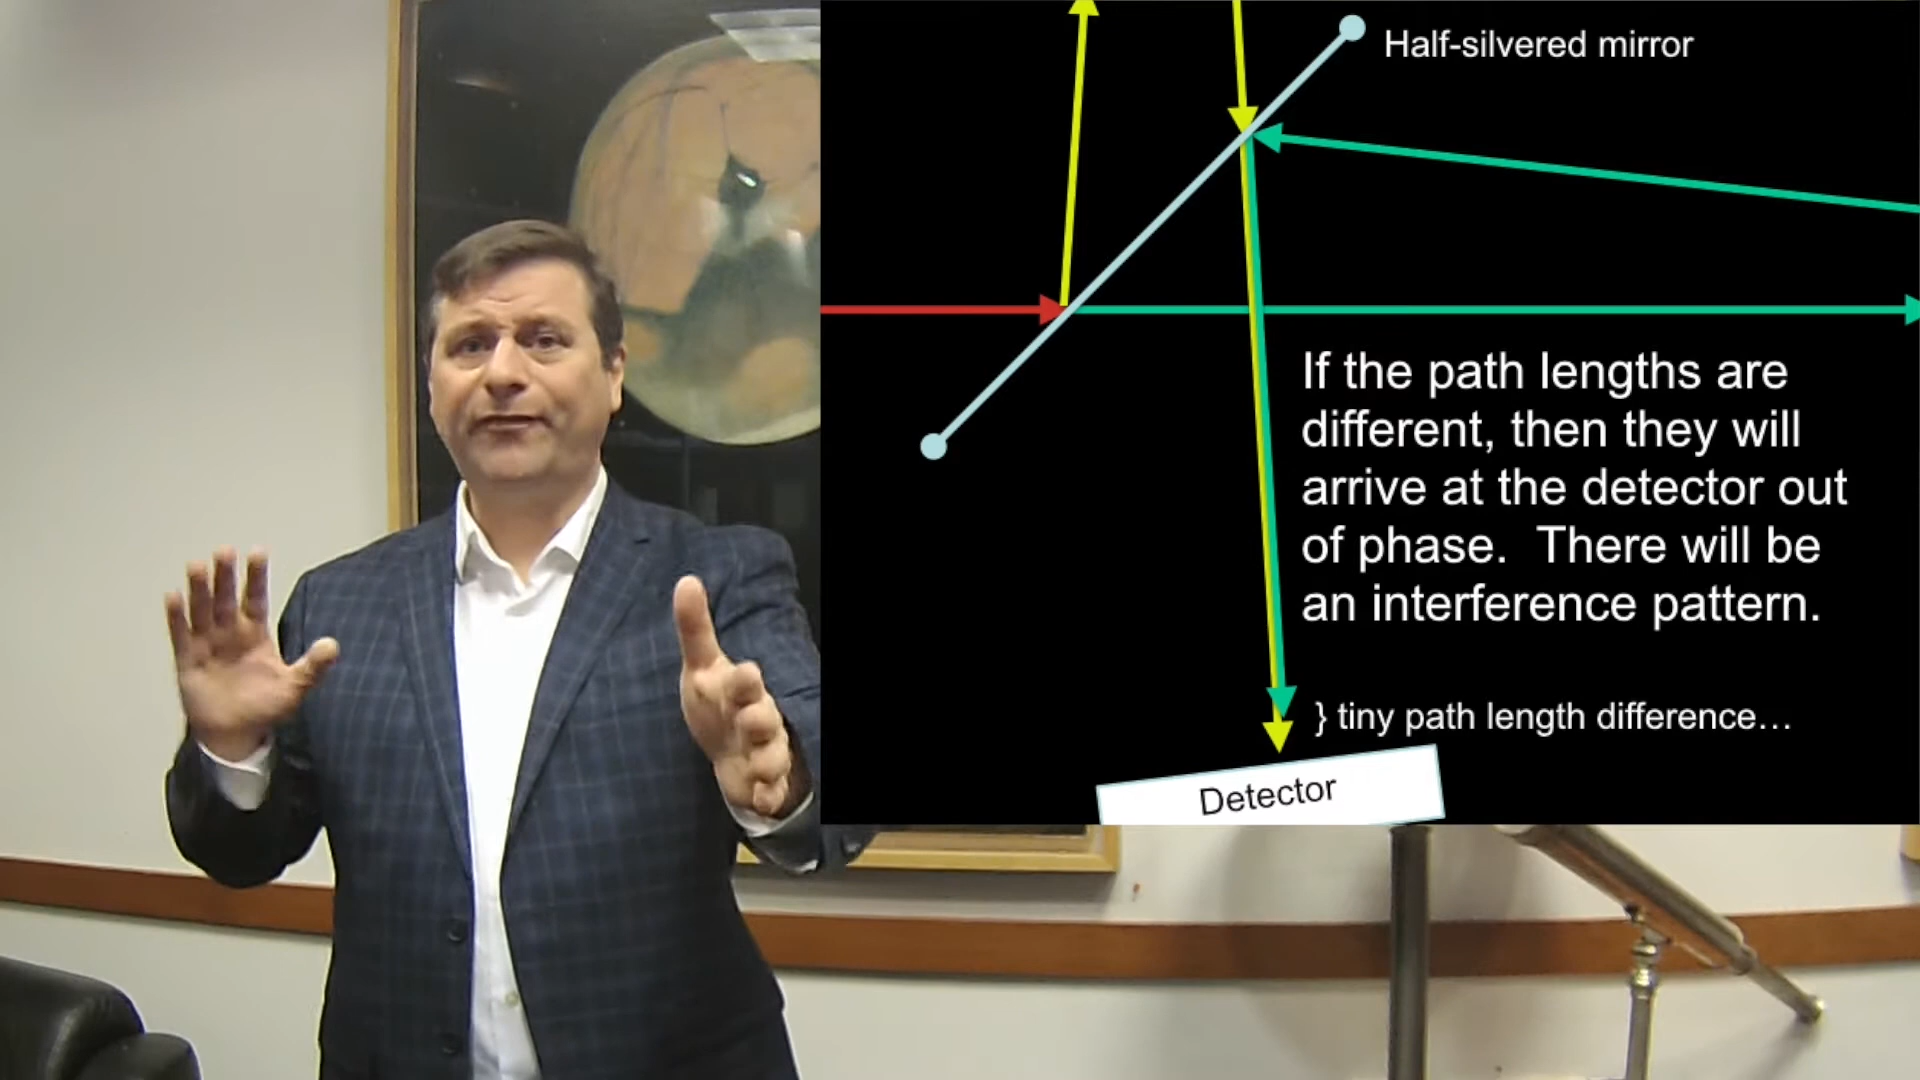 Half-silvered mirror
If the path lengths are
different, then they will
arrive at the detector out
of phase.  There will be
an interference pattern.
} tiny path length difference…
Detector